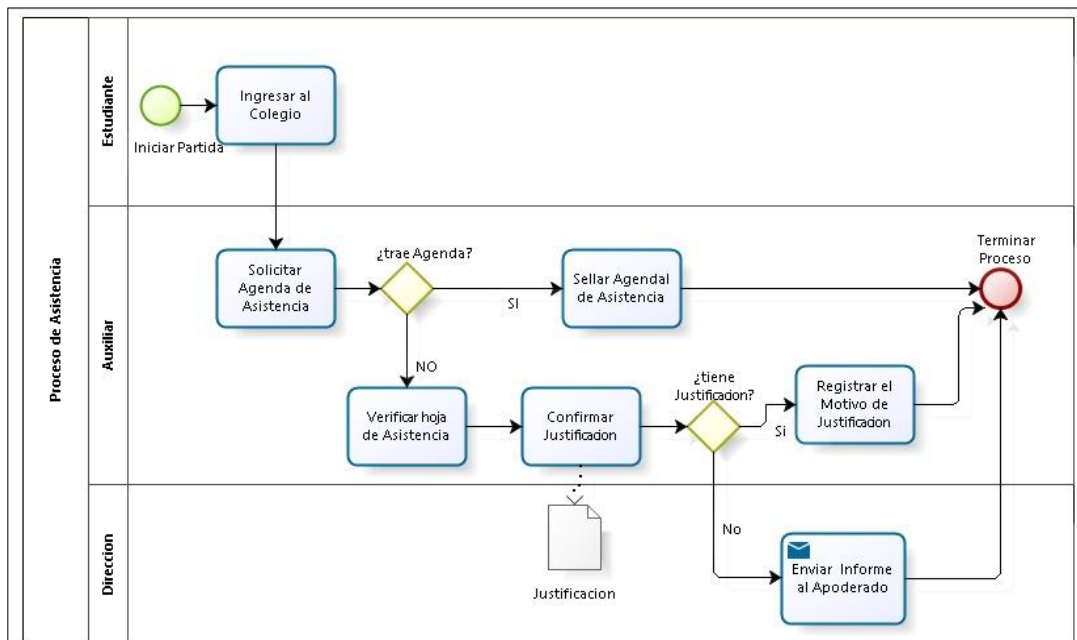 Proceso de Asistencia
Estudiante
Iniciar Partida
Ingresar al
Colegio
Auxiliar
Solicitar
Agenda de
Asistencia
¿trae Agenda?
SI
Sellar Agendal
de Asistencia
Terminar
Proceso
NO
Verificar hoja
de Asistencia
Confirmar
Justificacion
¿tiene
Justificacion?
Si
Registrar el
Motivo de
Justificacion
Direccion
Justificacion
No
Enviar Informe
al Apoderado